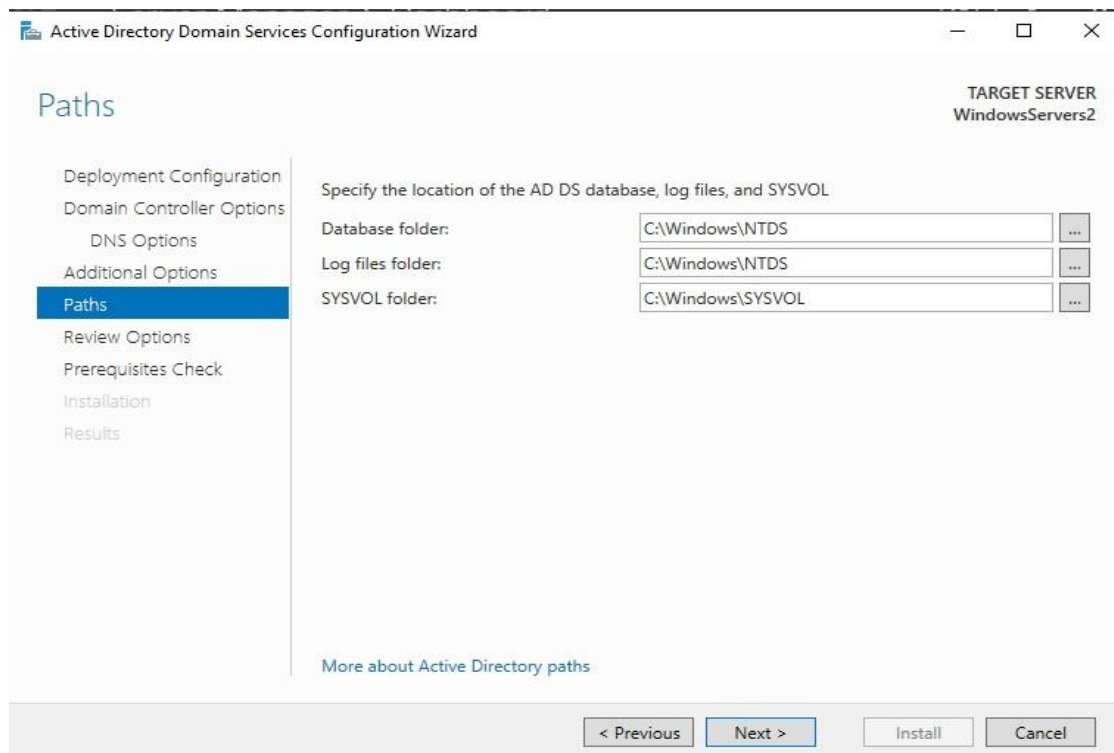 Active Directory Domain Services Configuration Wizard
Paths
TARGET SERVER
WindowsServers2
Deployment Configuration
Domain Controller Options
DNS Options
Additional Options
Paths
Review Options
Prerequisites Check
Installation
Results
Specify the location of the AD DS database, log files, and SYSVOL
Database folder: C:\Windows\NTDS ...
Log files folder: C:\Windows\NTDS ...
SYSVOL folder: C:\Windows\SYSVOL ...
More about Active Directory paths
< Previous Next > Install Cancel